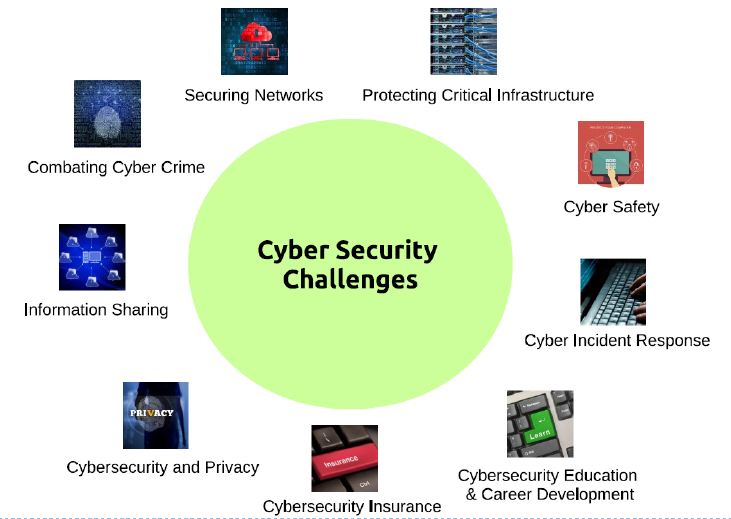 Securing Networks
Protecting Critical Infrastructure
Combating Cyber Crime
Cyber Safety
Cyber Security
Challenges
Information Sharing
Cyber Incident Response
PRIVACY
Learn
Insurance
Ctrl
Cybersecurity and Privacy
Cybersecurity Education
& Career Development
Cybersecurity Insurance